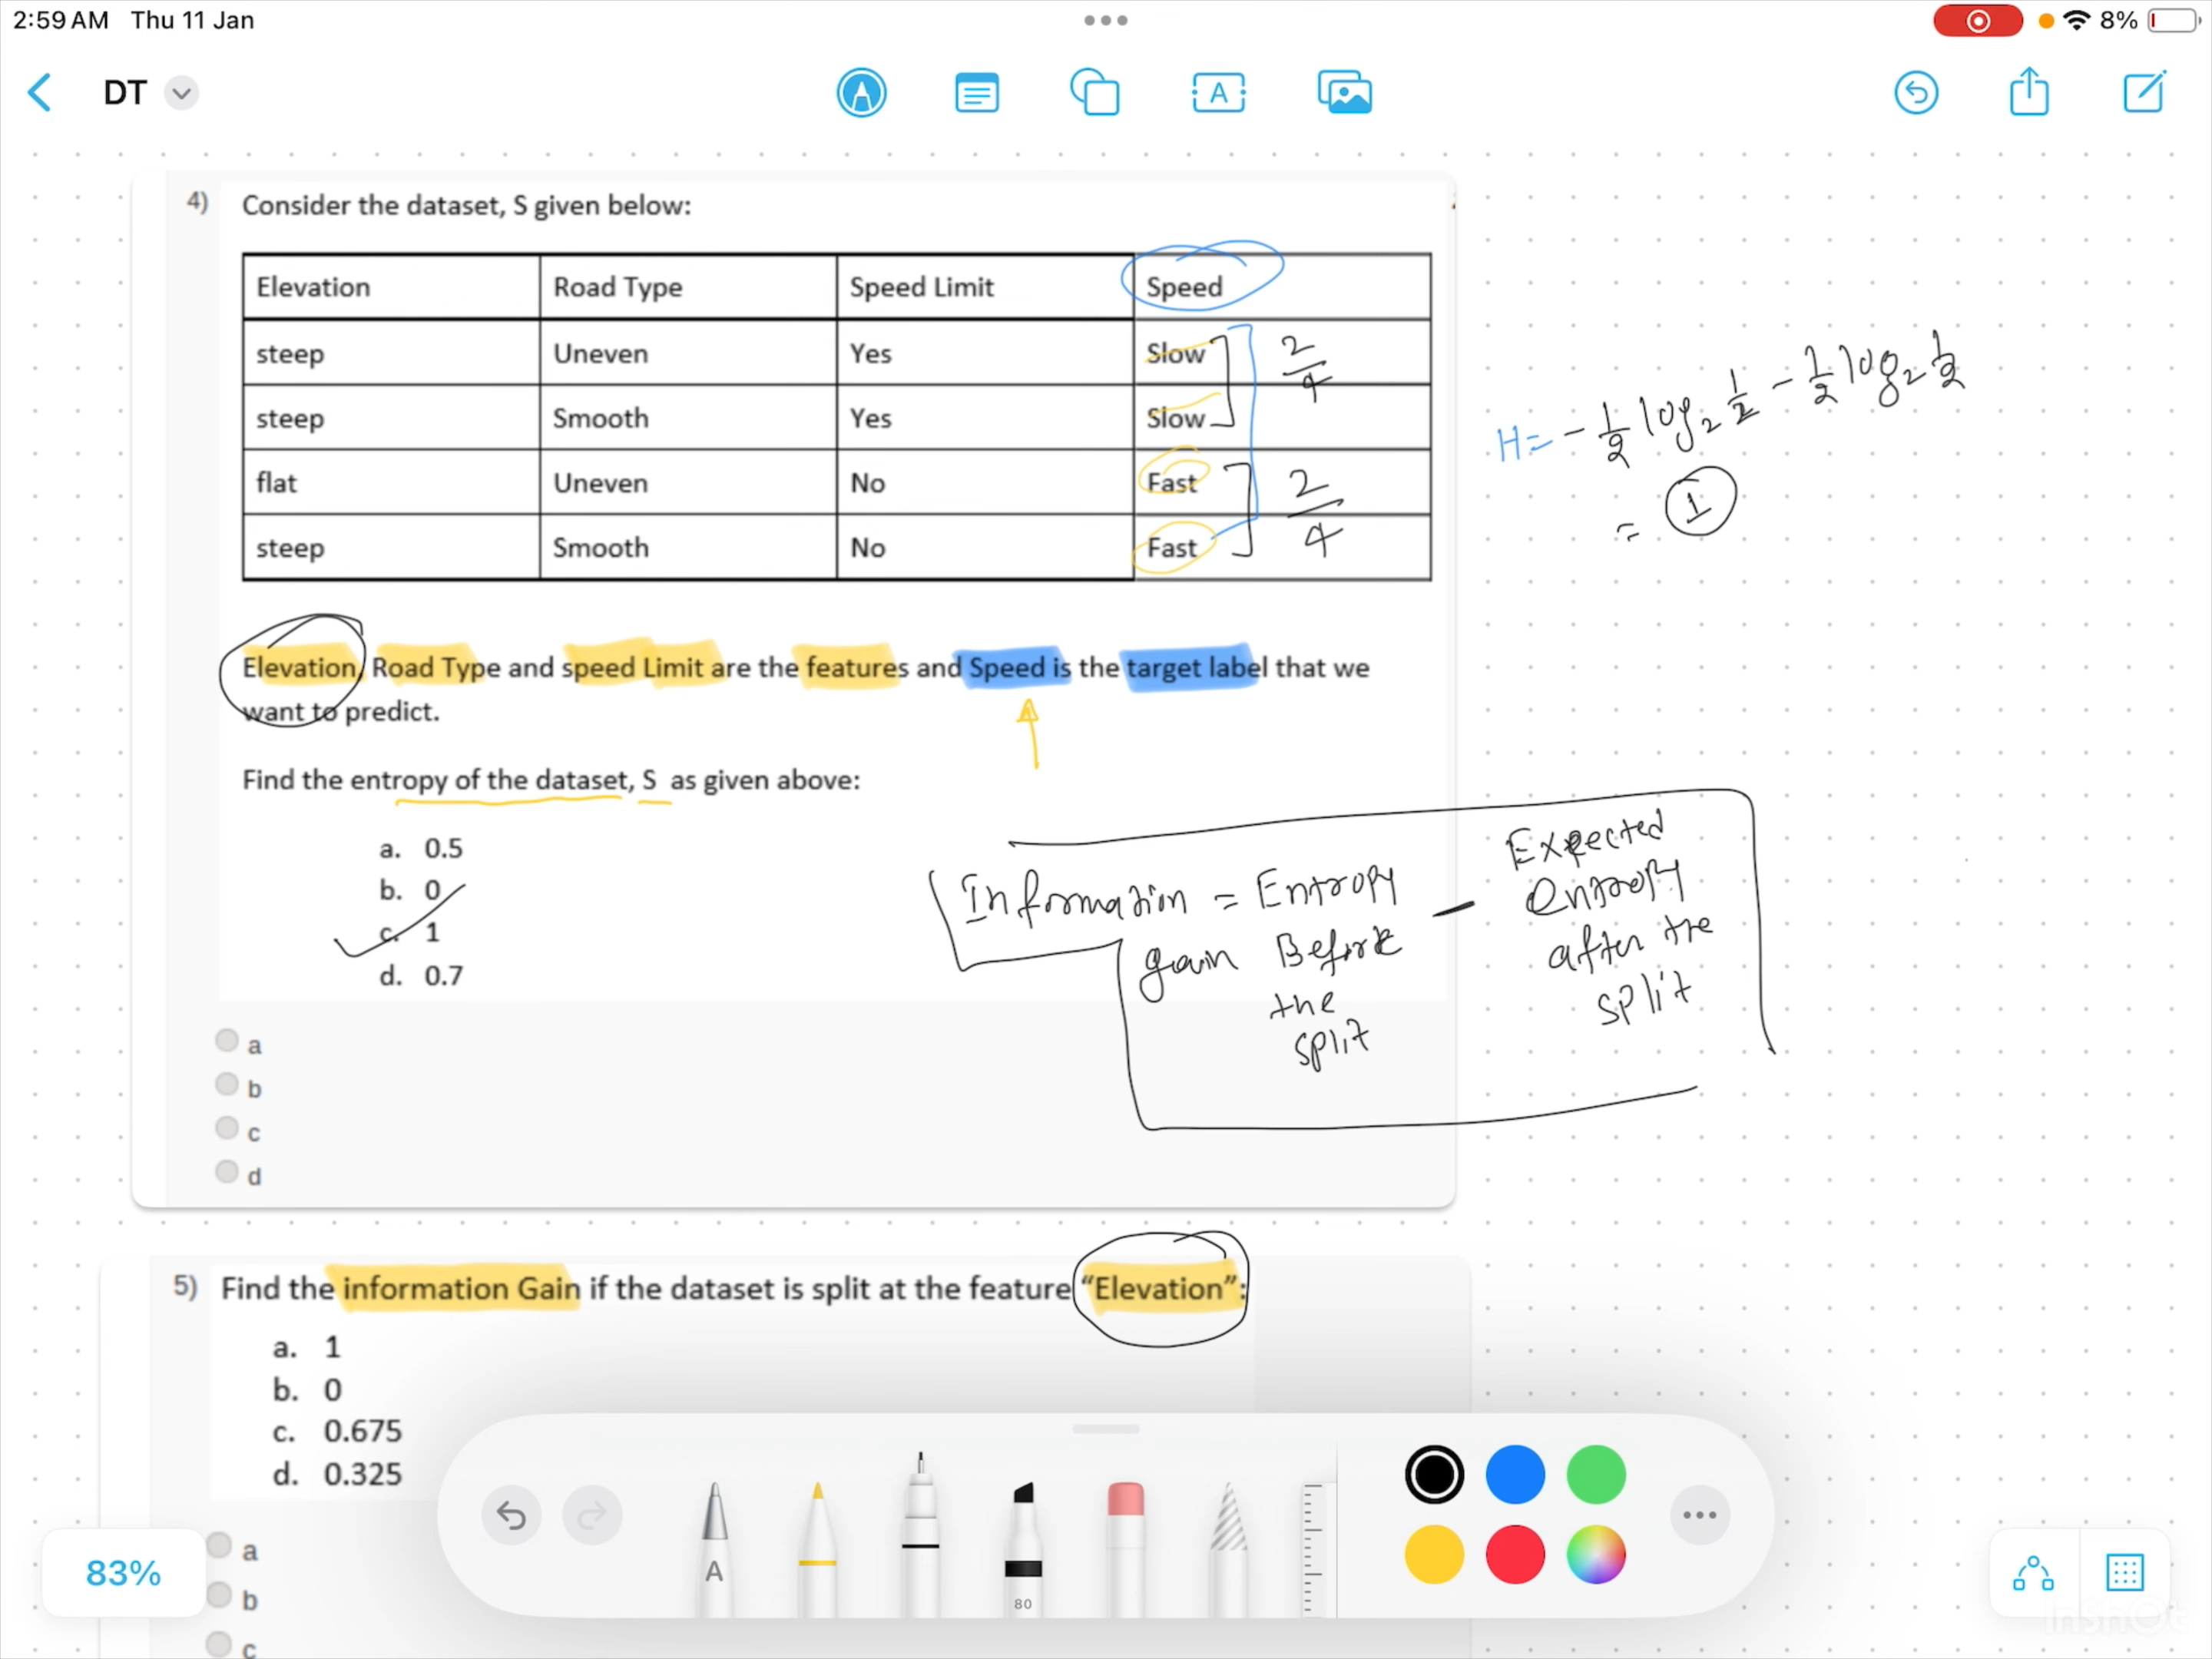 2:59 AM Thu 11 Jan
8%
DT
4) Consider the dataset, S given below:
Elevation Road Type Speed Limit Speed
steep Uneven Yes Slow
steep Smooth Yes Slow
flat Uneven No Fast
steep Smooth No Fast
2/4
2/4
H = - 1/2 log2 1/2 - 1/2 log2 1/2
= 1
Elevation, Road Type and speed Limit are the features and Speed is the target label that we
want to predict.
Find the entropy of the dataset, S as given above:
a. 0.5
b. 0
c. 1
d. 0.7
Information = Entropy - Expected
gain Before entropy
the after the
split split
a
b
c
d
5) Find the information Gain if the dataset is split at the feature “Elevation”:
a. 1
b. 0
c. 0.675
d. 0.325
a
b
c
83%
A
80
InShOt